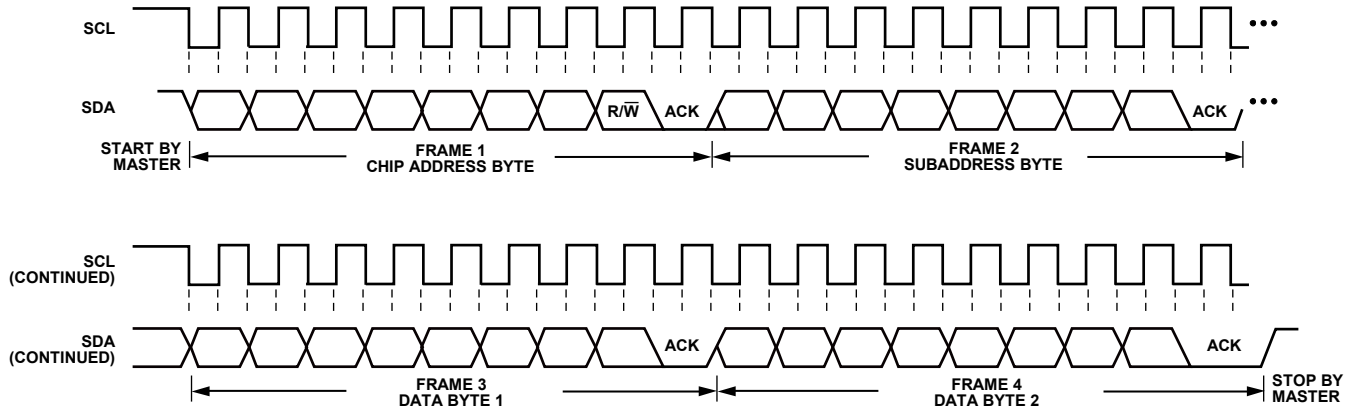 SCL
SDA
R/W̅
ACK
ACK
START BY
MASTER
FRAME 1
CHIP ADDRESS BYTE
FRAME 2
SUBADDRESS BYTE
SCL
(CONTINUED)
SDA
(CONTINUED)
ACK
ACK
FRAME 3
DATA BYTE 1
FRAME 4
DATA BYTE 2
STOP BY
MASTER